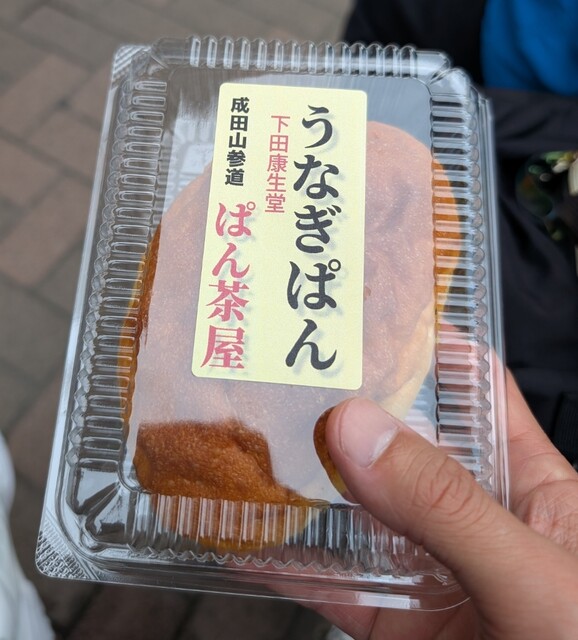 うなぎぱん
下田康生堂
成田山参道
ぱん茶屋